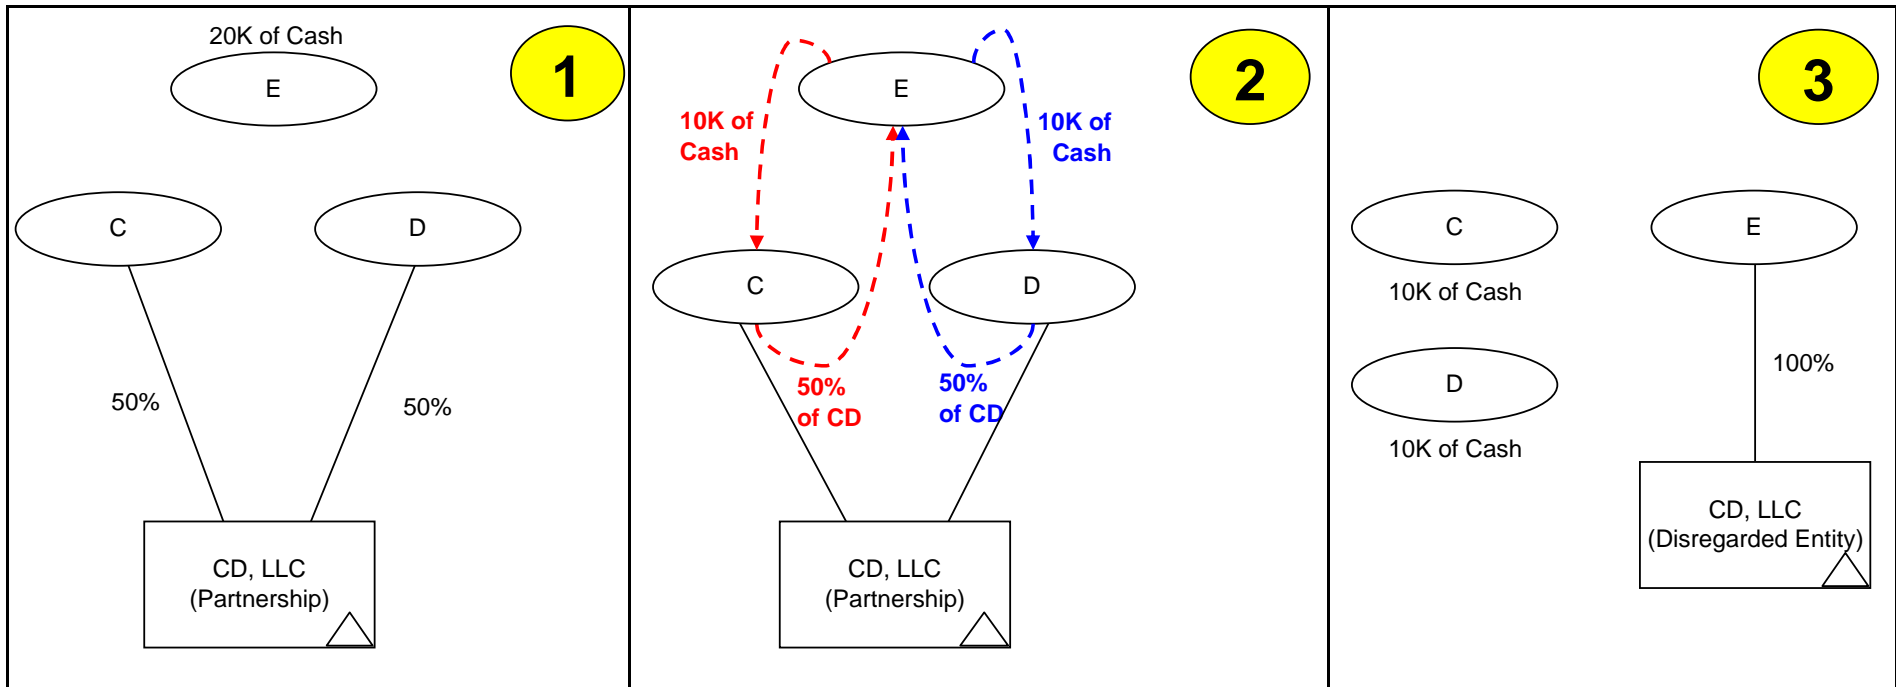 20K of Cash
E
1
C
D
50%
50%
CD, LLC
(Partnership)
E
2
10K of
Cash
10K of
Cash
C
D
50%
of CD
50%
of CD
CD, LLC
(Partnership)
3
C
E
10K of Cash
D
100%
10K of Cash
CD, LLC
(Disregarded Entity)